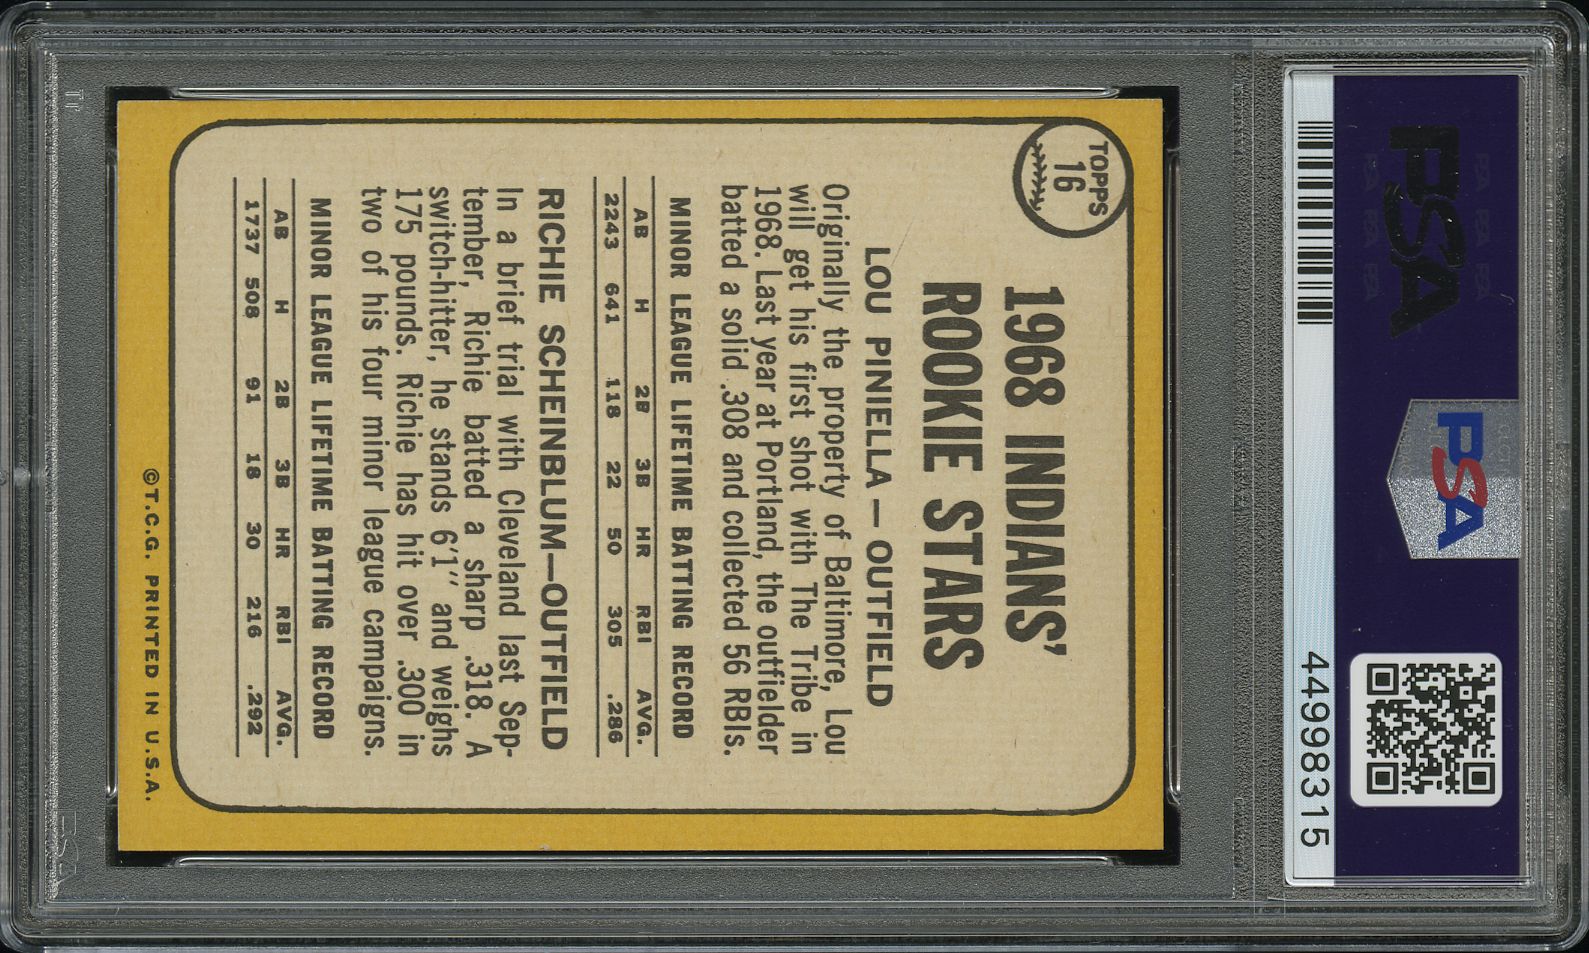 TOPPS
16
1968 INDIANS'
ROOKIE STARS
LOU PINIELLA — OUTFIELD
Originally the property of Baltimore, Lou
will get his first shot with The Tribe in
1968. Last year at Portland, the outfielder
batted a solid .308 and collected 56 RBIs.
MINOR LEAGUE LIFETIME BATTING RECORD
AB H 2B 3B HR RBI AVG.
2243 641 118 22 50 305 .286
RICHIE SCHEINBLUM—OUTFIELD
In a brief trial with Cleveland last Sep-
tember, Richie batted a sharp .318. A
switch-hitter, he stands 6'1" and weighs
175 pounds. Richie has hit over .300 in
two of his four minor league campaigns.
MINOR LEAGUE LIFETIME BATTING RECORD
AB H 2B 3B HR RBI AVG.
1737 508 91 18 30 216 .292
©T.C.G. PRINTED IN U.S.A.
PSA
PSA
44998315